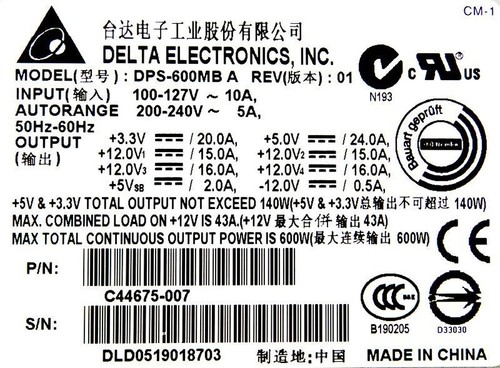 CM-1
台达电子工业股份有限公司
DELTA ELECTRONICS, INC.
MODEL(型号) : DPS-600MB A REV(版本) : 01
INPUT(输入) 100-127V ~ 10A,
AUTORANGE 200-240V ~ 5A,
50Hz-60Hz
c RU US
N193
Bauart geprüft
OUTPUT (输出)
+3.3V / 20.0A, +5.0V / 24.0A,
+12.0V1 / 15.0A, +12.0V2 / 15.0A,
+12.0V3 / 16.0A, +12.0V4 / 16.0A,
+5VSB / 2.0A, -12.0V / 0.5A,
+5V & +3.3V TOTAL OUTPUT NOT EXCEED 140W(+5V & +3.3V总输出不可超过 140W)
MAX. COMBINED LOAD ON +12V IS 43A,(+12V 最大合併输出43A)
MAX TOTAL CONTINUOUS OUTPUT POWER IS 600W(最大连续输出 600W)
P/N:
C44675-007
S/N:
DLD0519018703
CCC
B190205
D33030
制造地: 中国 MADE IN CHINA